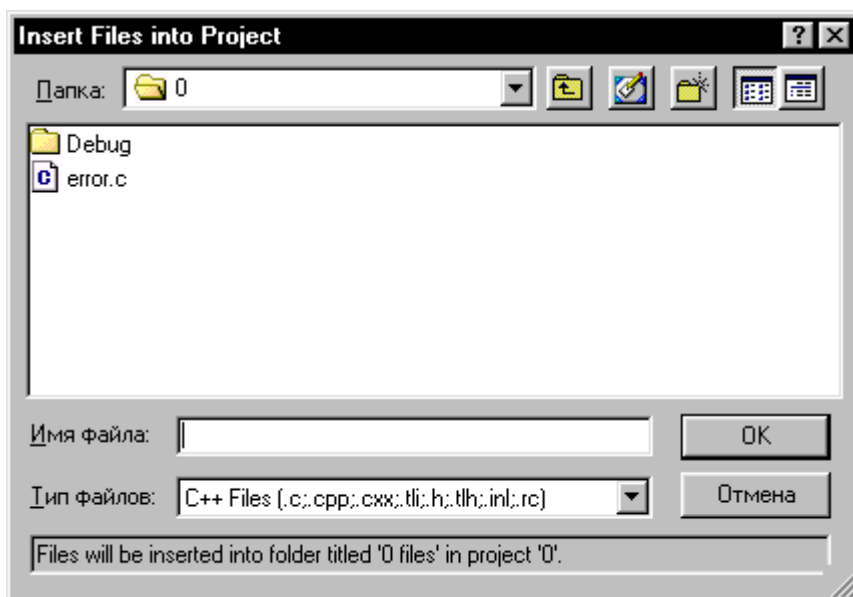 Insert Files into Project
Папка: 0
Debug
error.c
Имя файла: OK
Тип файлов: C++ Files (.c;.cpp;.cxx;.tli;.h;.tlh;.inl;.rc) Отмена
Files will be inserted into folder titled '0 files' in project '0'.